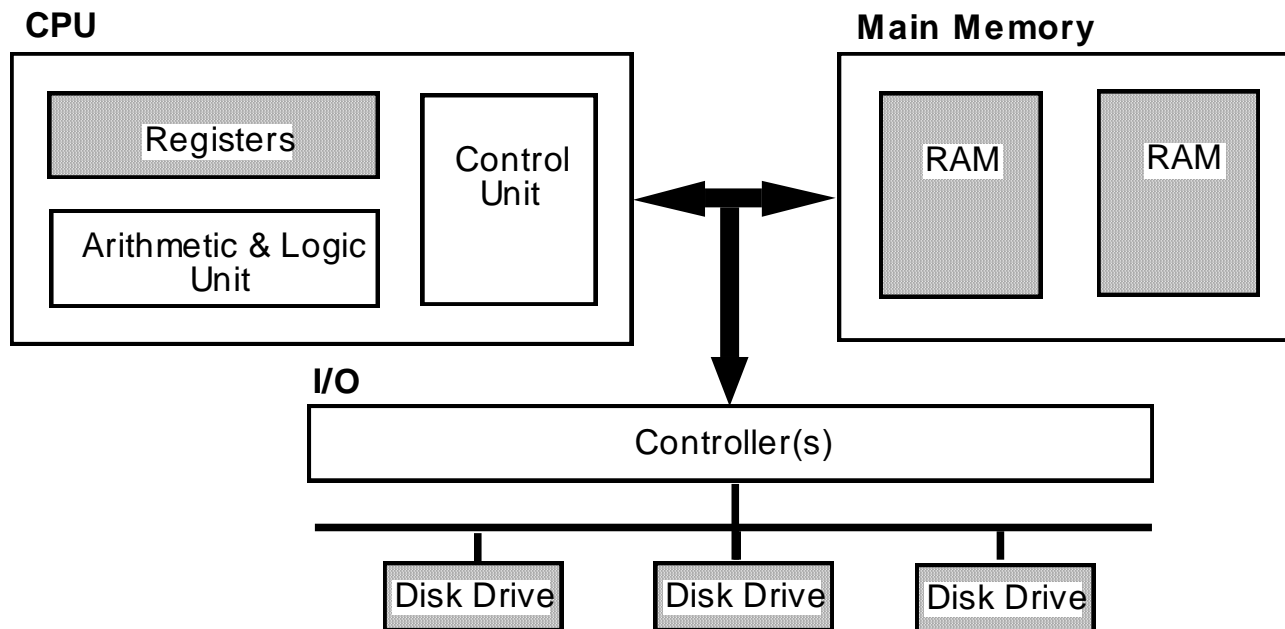 CPU
Main Memory
Registers
Control
Unit
Arithmetic & Logic
Unit
RAM
RAM
I/O
Controller(s)
Disk Drive
Disk Drive
Disk Drive